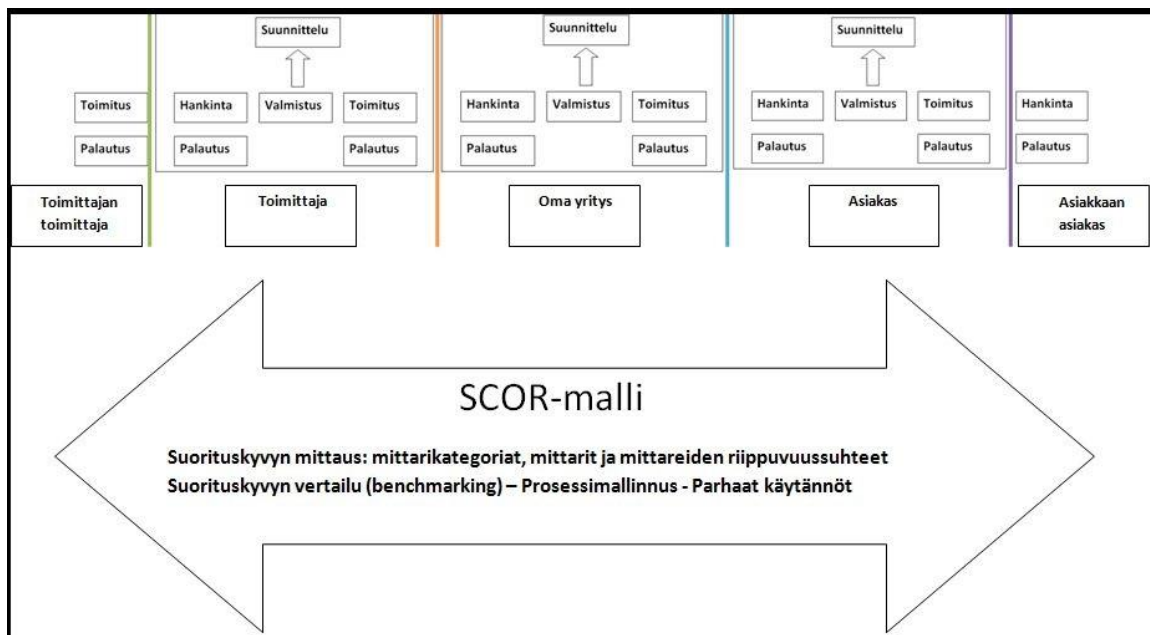 Suunnittelu
Suunnittelu
Suunnittelu
Toimitus
Hankinta
Valmistus
Toimitus
Hankinta
Valmistus
Toimitus
Hankinta
Valmistus
Toimitus
Hankinta
Palautus
Palautus
Palautus
Palautus
Palautus
Palautus
Palautus
Palautus
Toimittajan
toimittaja
Toimittaja
Oma yritys
Asiakas
Asiakkaan
asiakas
SCOR-malli
Suorituskyvyn mittaus: mittarikategoriat, mittarit ja mittareiden riippuvuussuhteet
Suorituskyvyn vertailu (benchmarking) – Prosessimallinnus - Parhaat käytännöt